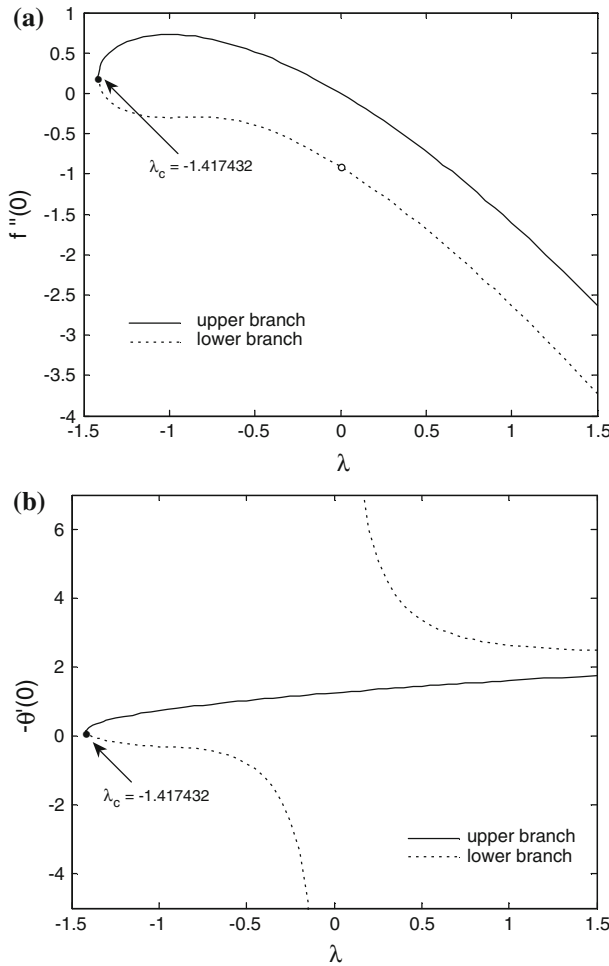 (a)
1
0.5
0
-0.5
-1
-1.5
-2
-2.5
-3
-3.5
-4
f "(0)
λc = -1.417432
upper branch
lower branch
-1.5 -1 -0.5 0 0.5 1 1.5
λ
(b)
6
4
2
0
-2
-4
-θ'(0)
λc = -1.417432
upper branch
lower branch
-1.5 -1 -0.5 0 0.5 1 1.5
λ